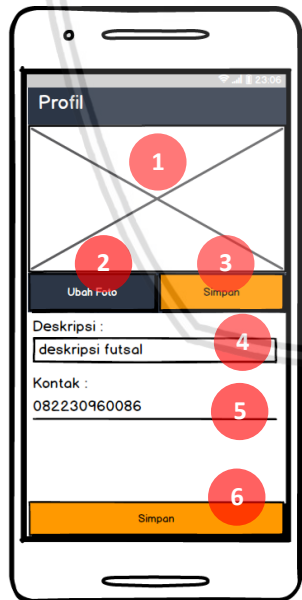 23:06
Profil
1
2
3
Ubah Foto
Simpan
Deskripsi :
deskripsi futsal
4
Kontak :
082230960086
5
6
Simpan